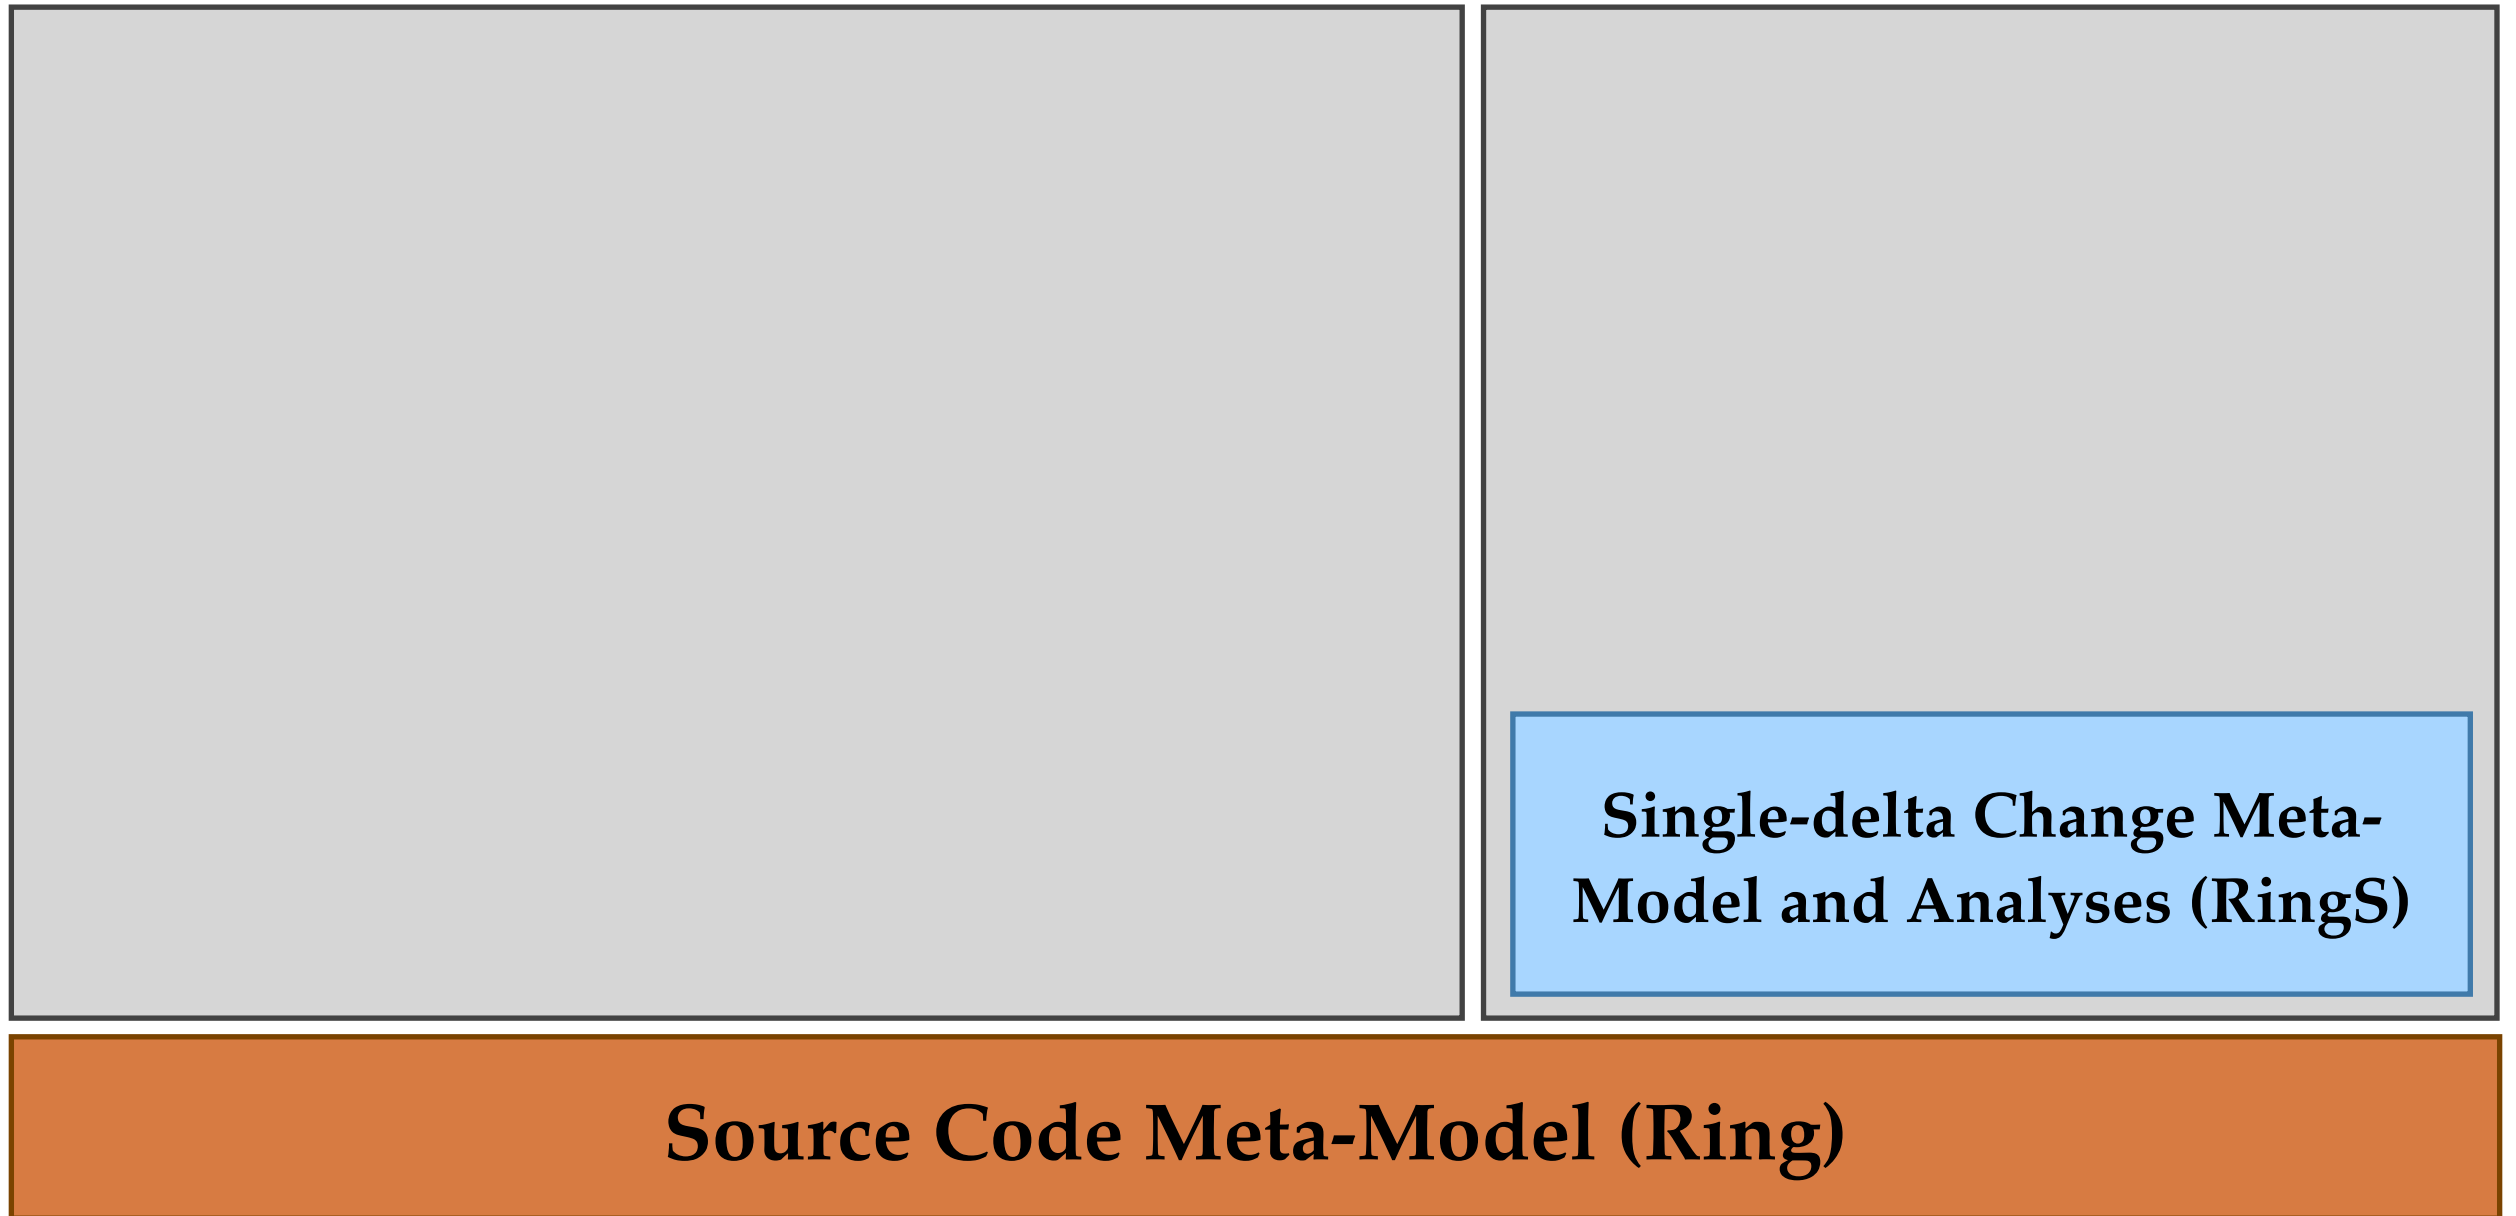 Single-delta Change Meta-
Model and Analyses (RingS)
Source Code Meta-Model (Ring)